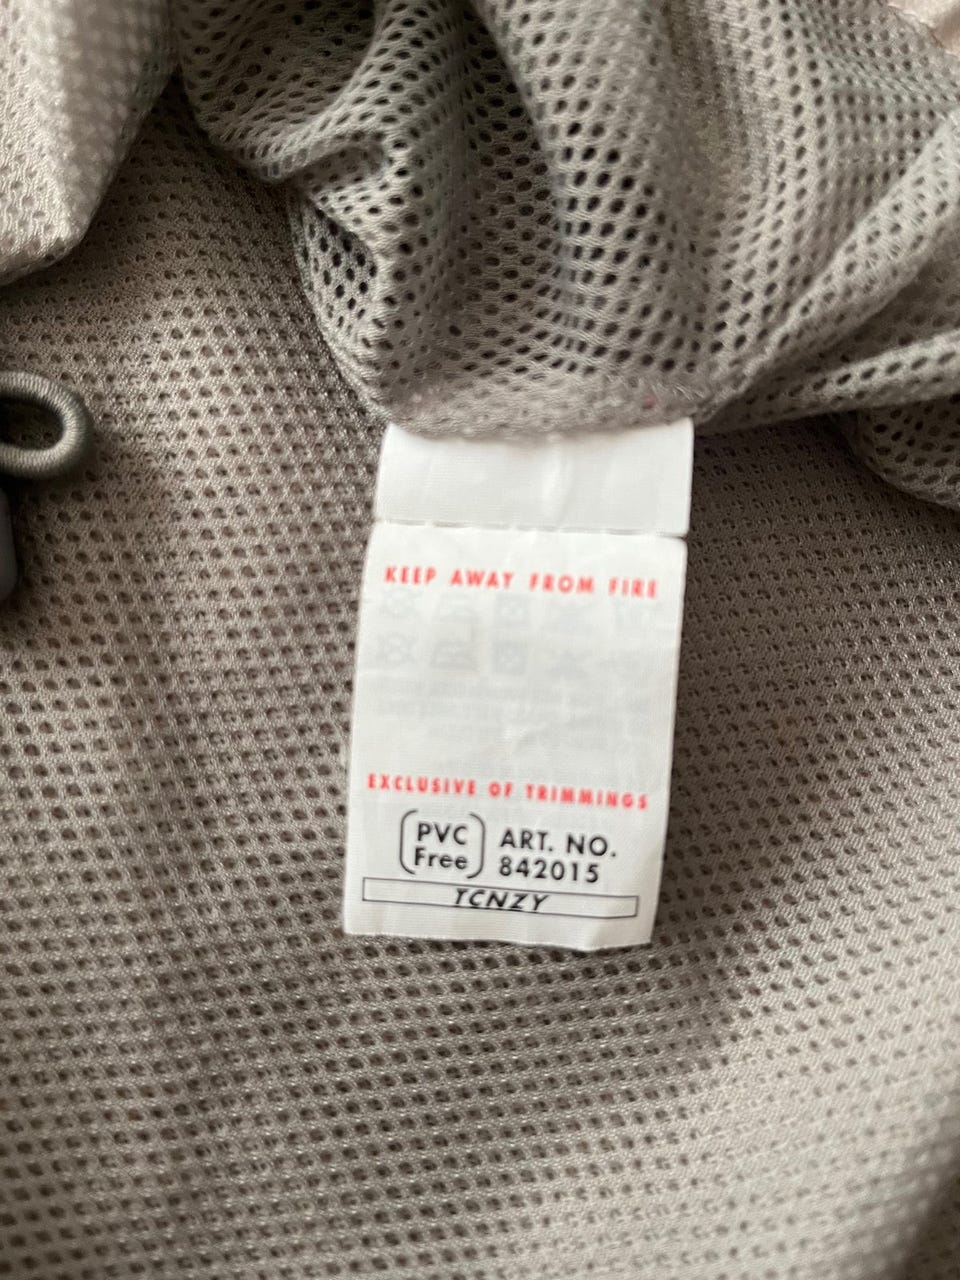 KEEP AWAY FROM FIRE
EXCLUSIVE OF TRIMMINGS
PVC
Free
ART. NO.
842015
TCNZY